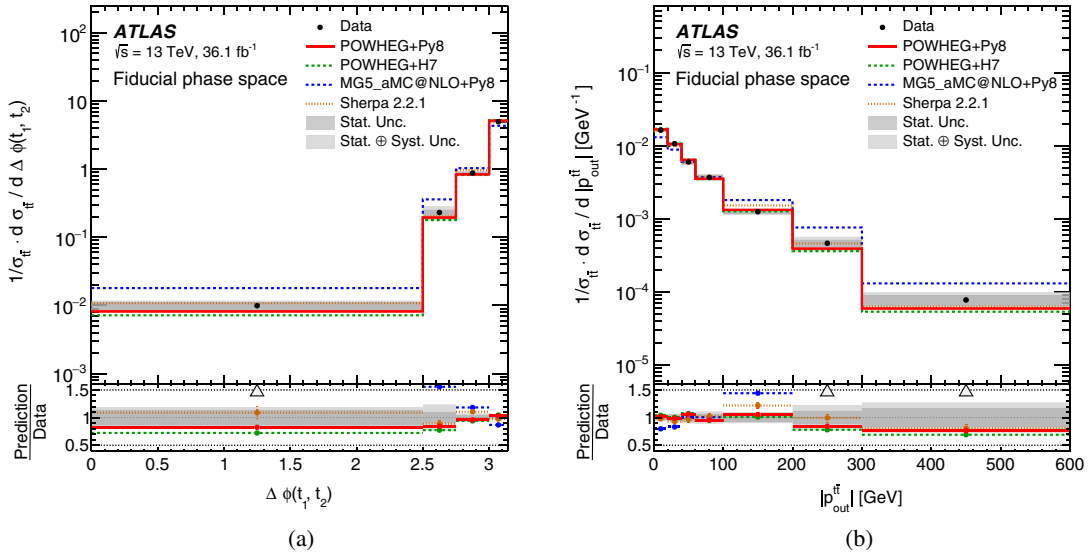 ATLAS
√s = 13 TeV, 36.1 fb⁻¹
Fiducial phase space
Data
POWHEG+Py8
POWHEG+H7
MG5_aMC@NLO+Py8
Sherpa 2.2.1
Stat. Unc.
Stat. ⊕ Syst. Unc.
1/σ_tt̄ · d σ_tt̄ / d Δ φ(t₁, t₂)
10²
10
1
10⁻¹
10⁻²
10⁻³
Prediction
Data
1.5
1
0.5
0 0.5 1 1.5 2 2.5 3
Δ φ(t₁, t₂)
(a)
ATLAS
√s = 13 TeV, 36.1 fb⁻¹
Fiducial phase space
Data
POWHEG+Py8
POWHEG+H7
MG5_aMC@NLO+Py8
Sherpa 2.2.1
Stat. Unc.
Stat. ⊕ Syst. Unc.
1/σ_tt̄ · d σ_tt̄ / d |p_out^tt̄| [GeV⁻¹]
10⁻¹
10⁻²
10⁻³
10⁻⁴
10⁻⁵
Prediction
Data
1.5
1
0.5
0 100 200 300 400 500 600
|p_out^tt̄| [GeV]
(b)